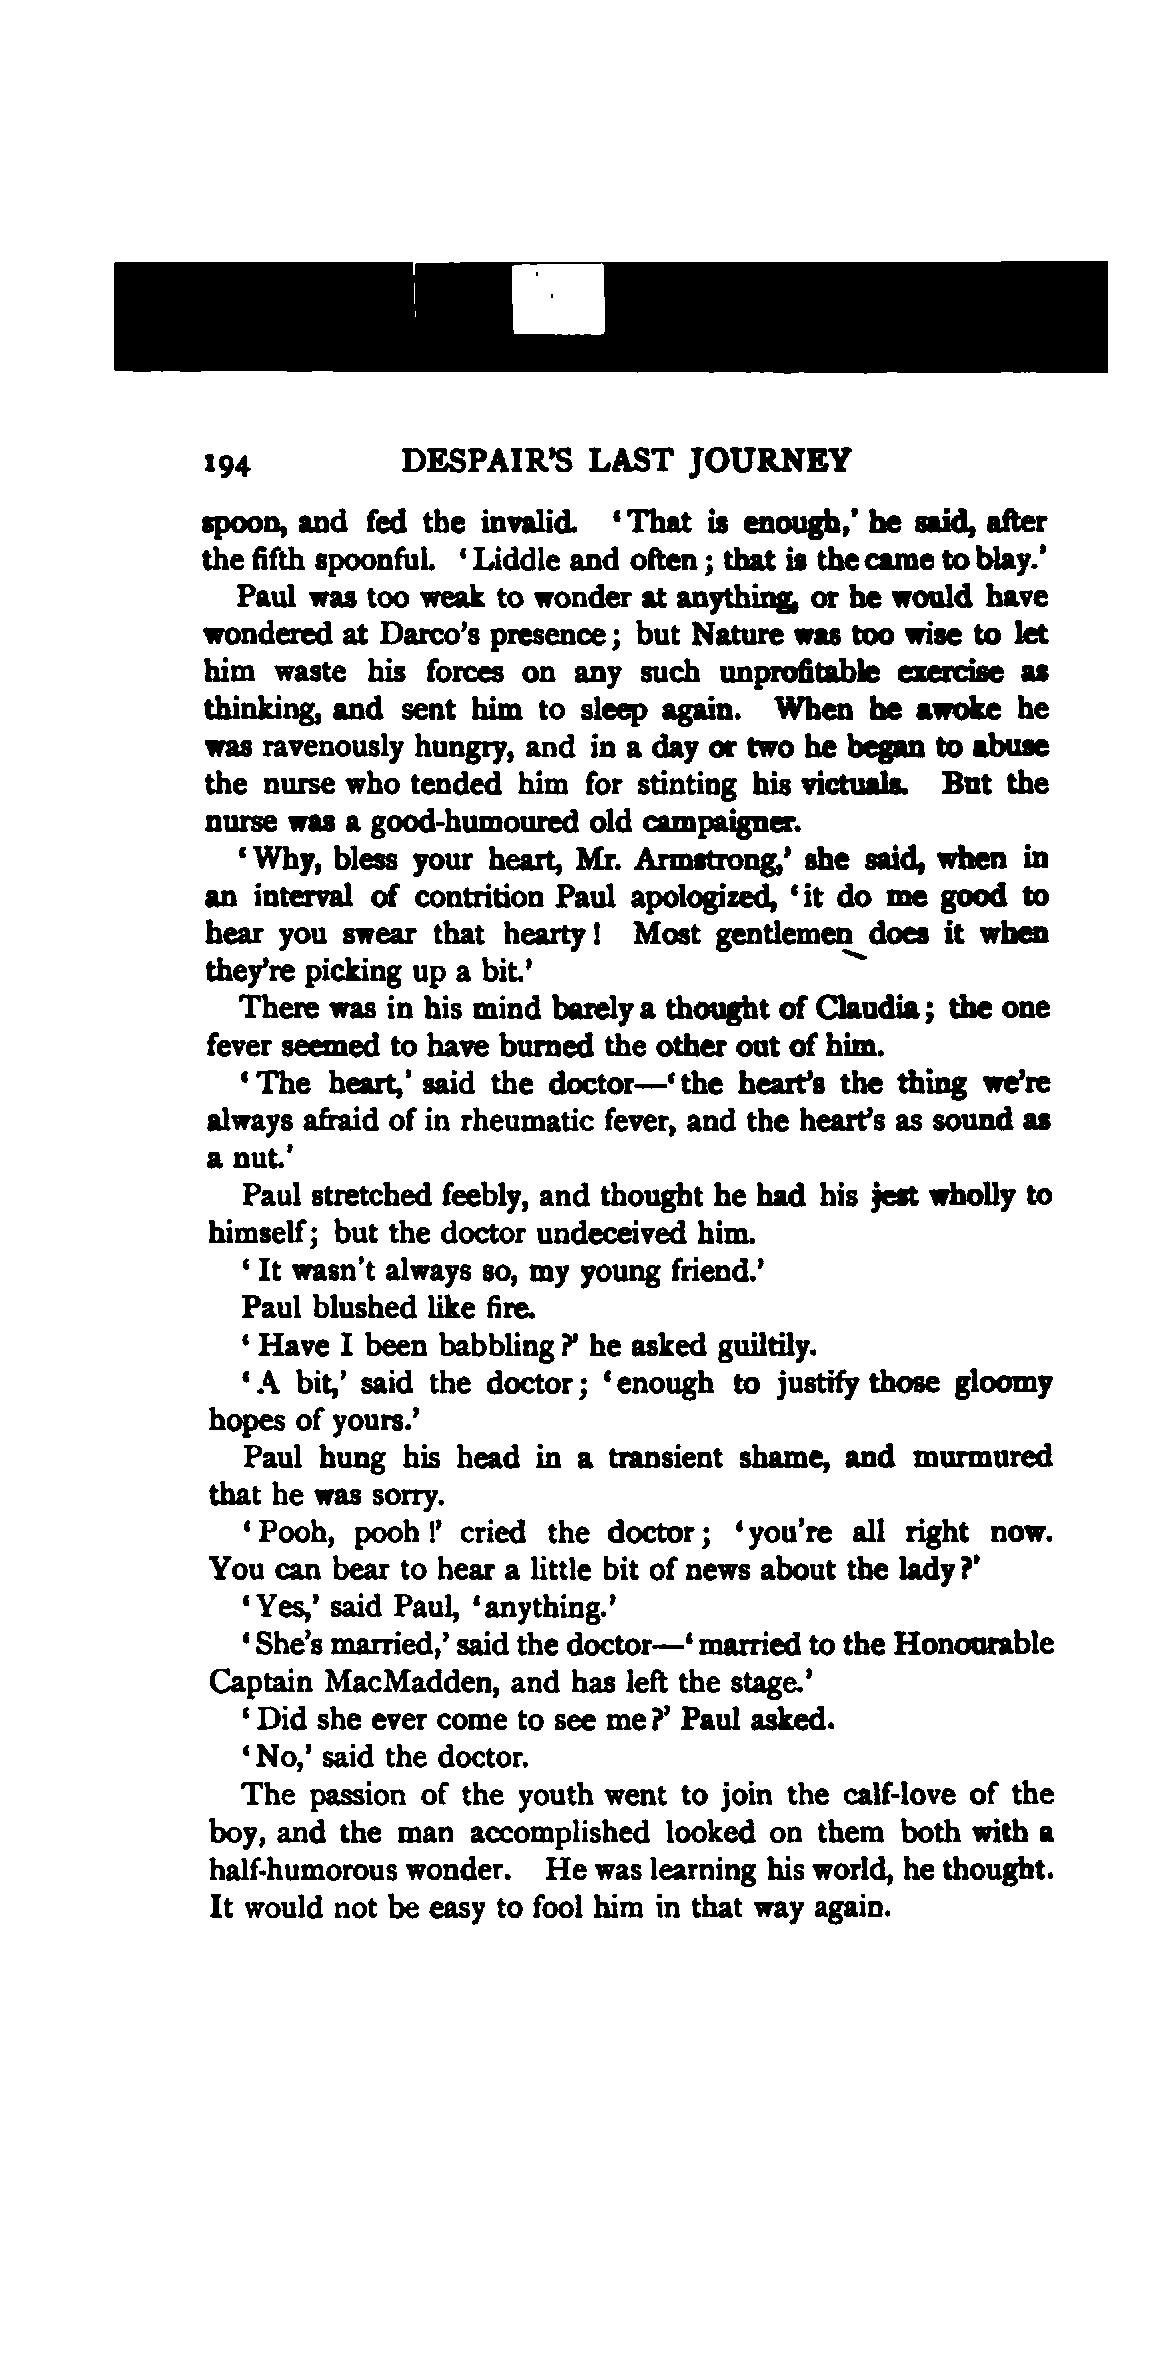 194 DESPAIR'S LAST JOURNEY
spoon, and fed the invalid. ‘That is enough,’ he said, after
the fifth spoonful. ‘Liddle and often; that is the came to blay.’
Paul was too weak to wonder at anything, or he would have
wondered at Darco's presence; but Nature was too wise to let
him waste his forces on any such unprofitable exercise as
thinking, and sent him to sleep again. When he awoke he
was ravenously hungry, and in a day or two he began to abuse
the nurse who tended him for stinting his victuals. But the
nurse was a good-humoured old campaigner.
‘Why, bless your heart, Mr. Armstrong,’ she said, when in
an interval of contrition Paul apologized, ‘it do me good to
hear you swear that hearty! Most gentlemen does it when
they're picking up a bit.’
There was in his mind barely a thought of Claudia; the one
fever seemed to have burned the other out of him.
‘The heart,’ said the doctor—‘the heart's the thing we're
always afraid of in rheumatic fever, and the heart's as sound as
a nut.’
Paul stretched feebly, and thought he had his jest wholly to
himself; but the doctor undeceived him.
‘It wasn't always so, my young friend.’
Paul blushed like fire.
‘Have I been babbling?’ he asked guiltily.
‘A bit,’ said the doctor; ‘enough to justify those gloomy
hopes of yours.’
Paul hung his head in a transient shame, and murmured
that he was sorry.
‘Pooh, pooh!’ cried the doctor; ‘you're all right now.
You can bear to hear a little bit of news about the lady?’
‘Yes,’ said Paul, ‘anything.’
‘She's married,’ said the doctor—‘married to the Honourable
Captain MacMadden, and has left the stage.’
‘Did she ever come to see me?’ Paul asked.
‘No,’ said the doctor.
The passion of the youth went to join the calf-love of the
boy, and the man accomplished looked on them both with a
half-humorous wonder. He was learning his world, he thought.
It would not be easy to fool him in that way again.